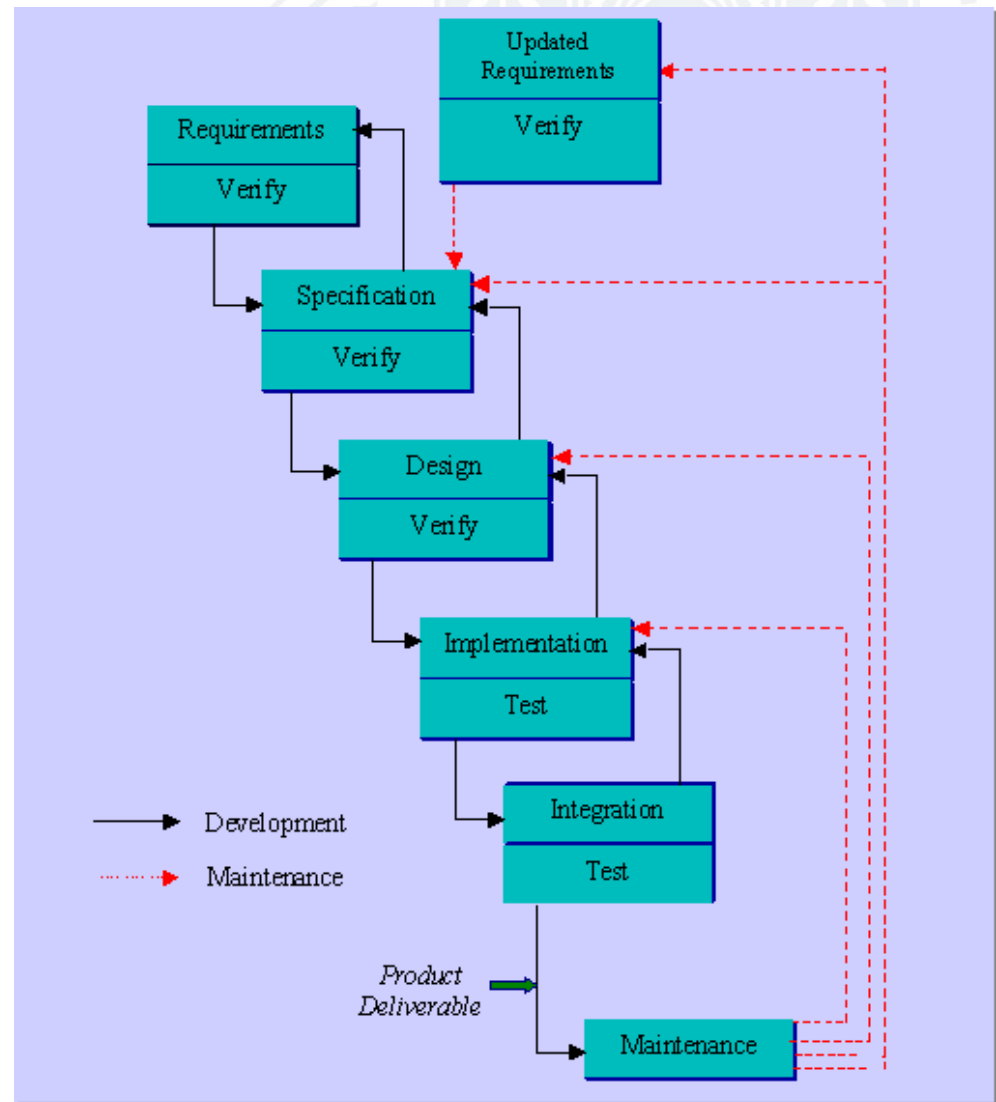 Updated
Requirements
Verify
Requirements
Verify
Specification
Verify
Design
Verify
Implementation
Test
Integration
Test
Development
Maintenance
Product
Deliverable
Maintenance